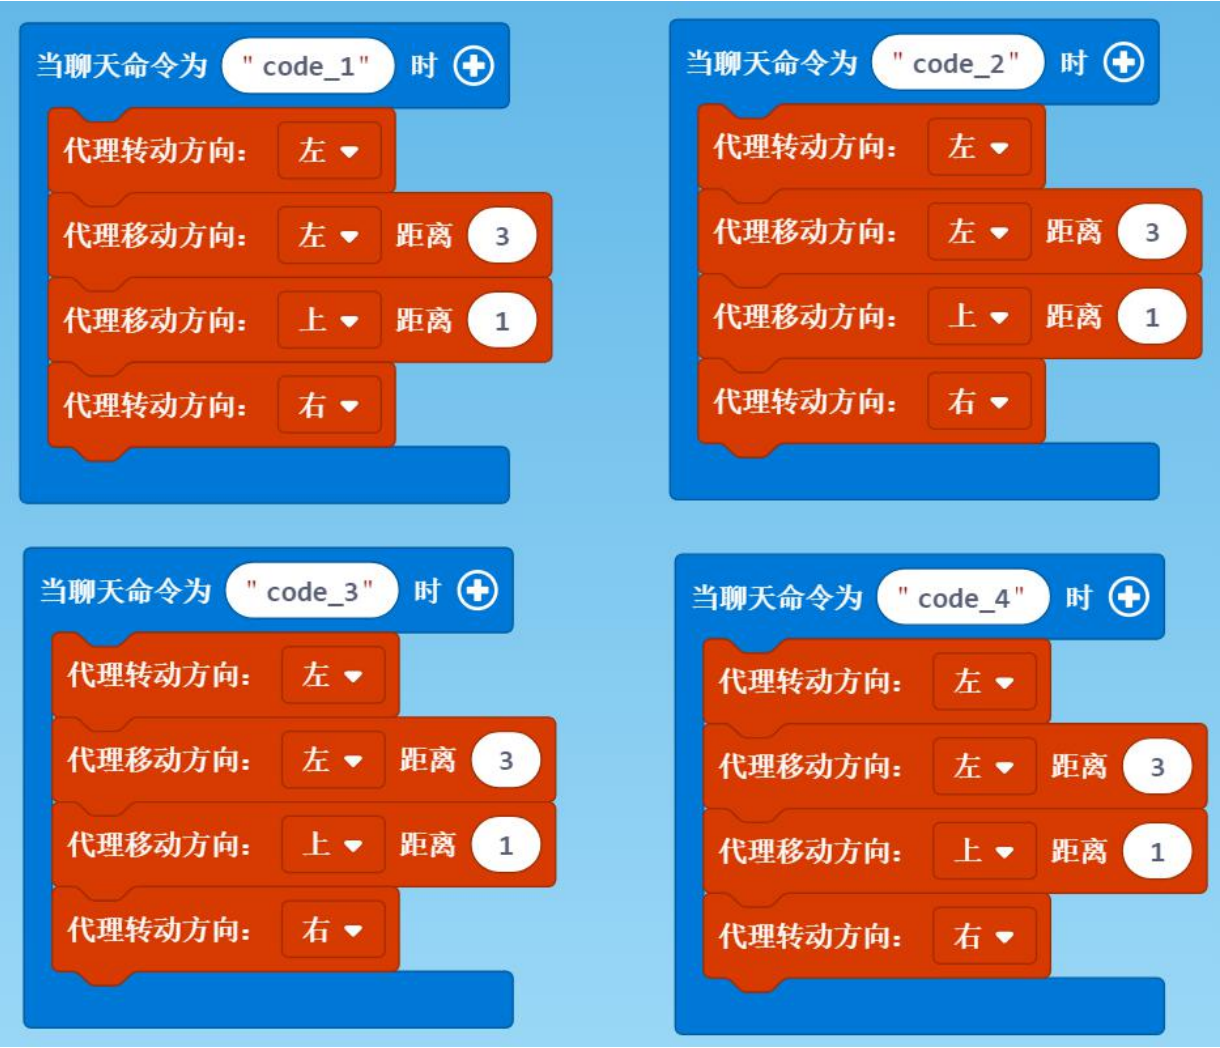 当聊天命令为 "code_1" 时
代理转动方向: 左
代理移动方向: 左 距离 3
代理移动方向: 上 距离 1
代理转动方向: 右
当聊天命令为 "code_2" 时
代理转动方向: 左
代理移动方向: 左 距离 3
代理移动方向: 上 距离 1
代理转动方向: 右
当聊天命令为 "code_3" 时
代理转动方向: 左
代理移动方向: 左 距离 3
代理移动方向: 上 距离 1
代理转动方向: 右
当聊天命令为 "code_4" 时
代理转动方向: 左
代理移动方向: 左 距离 3
代理移动方向: 上 距离 1
代理转动方向: 右